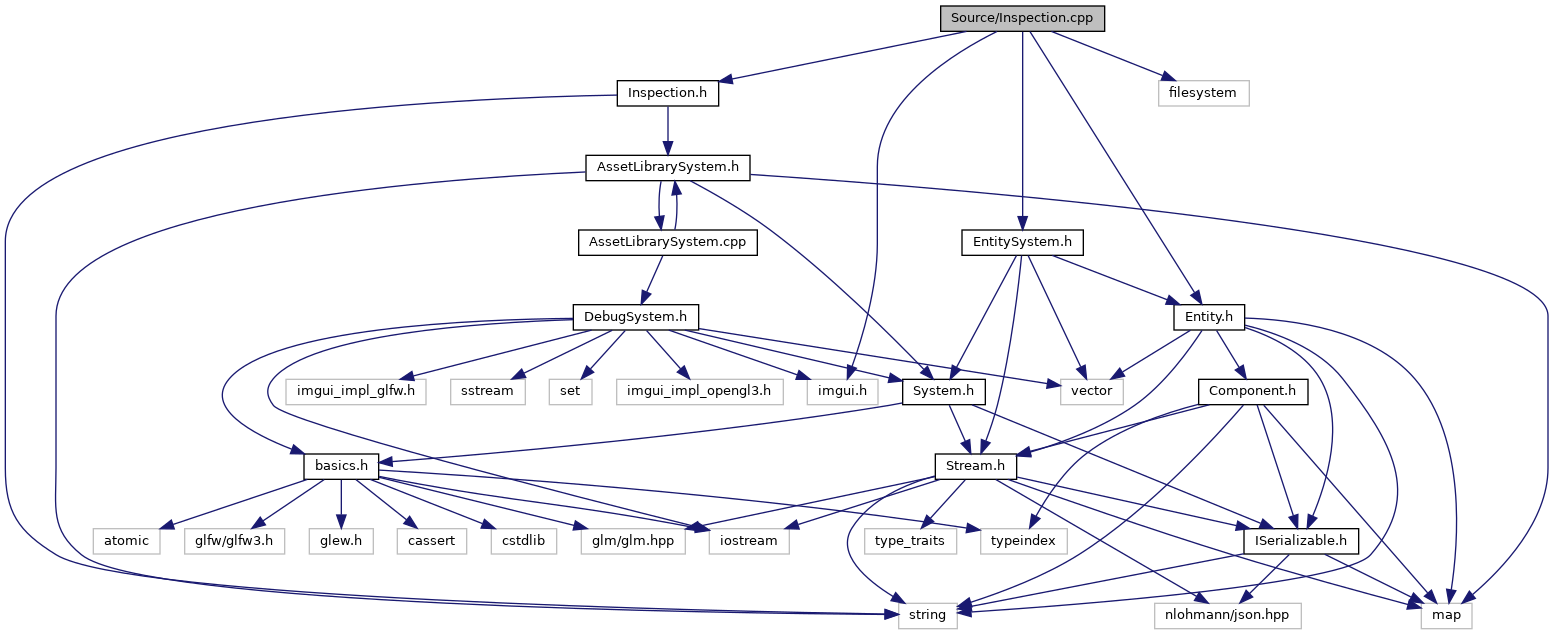 Source/Inspection.cpp
Inspection.h
filesystem
AssetLibrarySystem.h
AssetLibrarySystem.cpp
EntitySystem.h
DebugSystem.h
Entity.h
imgui_impl_glfw.h
sstream
set
imgui_impl_opengl3.h
imgui.h
System.h
vector
Component.h
basics.h
Stream.h
atomic
glfw/glfw3.h
glew.h
cassert
cstdlib
glm/glm.hpp
iostream
type_traits
typeindex
ISerializable.h
string
nlohmann/json.hpp
map